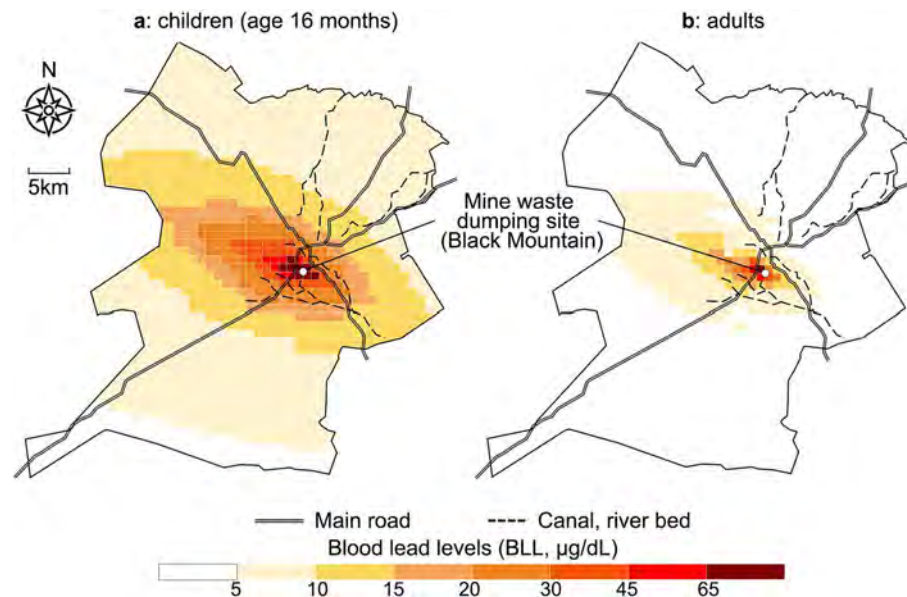 a: children (age 16 months)
b: adults
N
5km
Mine waste
dumping site
(Black Mountain)
Main road
Canal, river bed
Blood lead levels (BLL, µg/dL)
5 10 15 20 30 45 65